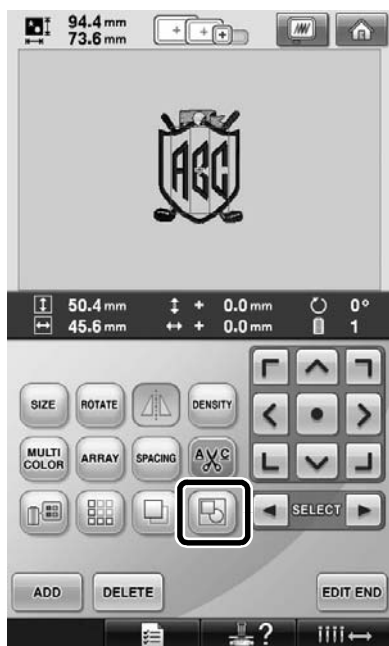 94.4 mm
73.6 mm
ABC
50.4 mm + 0.0 mm 0°
45.6 mm + 0.0 mm 1
SIZE ROTATE DENSITY
MULTI COLOR ARRAY SPACING ABC
SELECT
ADD DELETE EDIT END
?